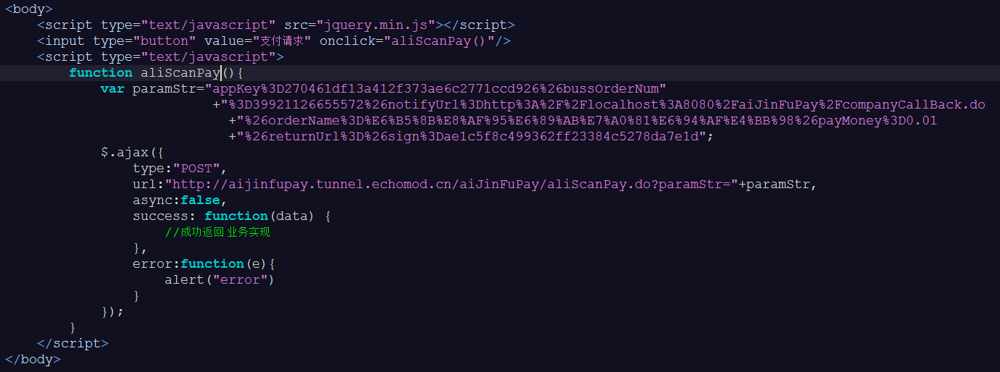 <body>
<script type="text/javascript" src="jquery.min.js"></script>
<input type="button" value="支付请求" onclick="aliScanPay()"/>
<script type="text/javascript">
function aliScanPay(){
var paramStr="appKey%3D270461df13a412f373ae6c2771ccd926%26bussOrderNum"
+"%3D39921126655572%26notifyUrl%3Dhttp%3A%2F%2Flocalhost%3A8080%2FaiJinFuPay%2FcompanyCallBack.do
+"%26orderName%3D%E6%B5%8B%E8%AF%95%E6%89%AB%E7%A0%81%E6%94%AF%E4%BB%98%26payMoney%3D0.01
+"%26returnUrl%3D%26sign%3Dae1c5f8c499362ff23384c5278da7e1d";
$.ajax({
type:"POST",
url:"http://aijinfupay.tunnel.echomod.cn/aiJinFuPay/aliScanPay.do?paramStr="+paramStr,
async:false,
success: function(data) {
//成功返回 业务实现
},
error:function(e){
alert("error")
}
});
}
</script>
</body>